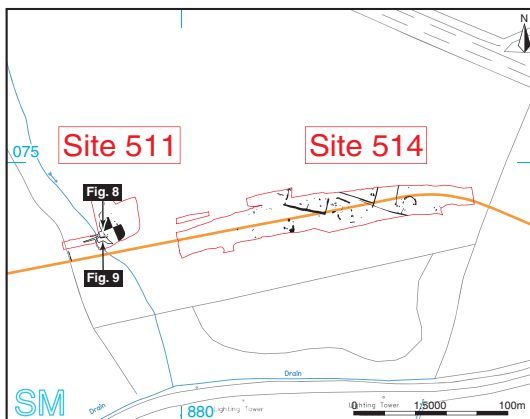 N
Site 511
Site 514
075
Fig. 8
Fig. 9
Drain
Drain
SM
880
Lighting Tower
Lighting Tower
0
1:5000
100m